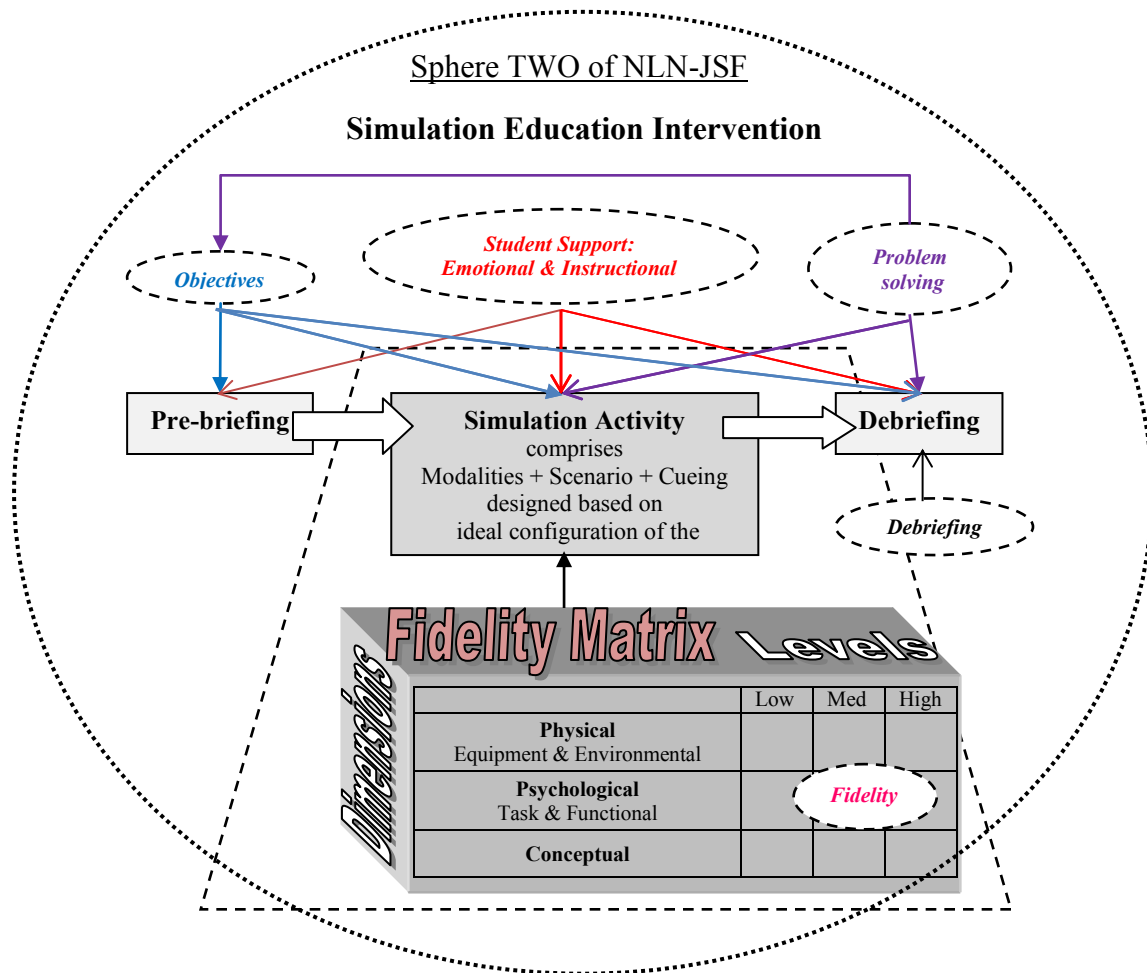 Sphere TWO of NLN-JSF
Simulation Education Intervention
Objectives
Student Support:
Emotional & Instructional
Problem
solving
Pre-briefing
Simulation Activity
comprises
Modalities + Scenario + Cueing
designed based on
ideal configuration of the
Debriefing
Debriefing
Fidelity Matrix
Levels
Dimensions
Low Med High
Physical
Equipment & Environmental
Psychological
Task & Functional
Fidelity
Conceptual